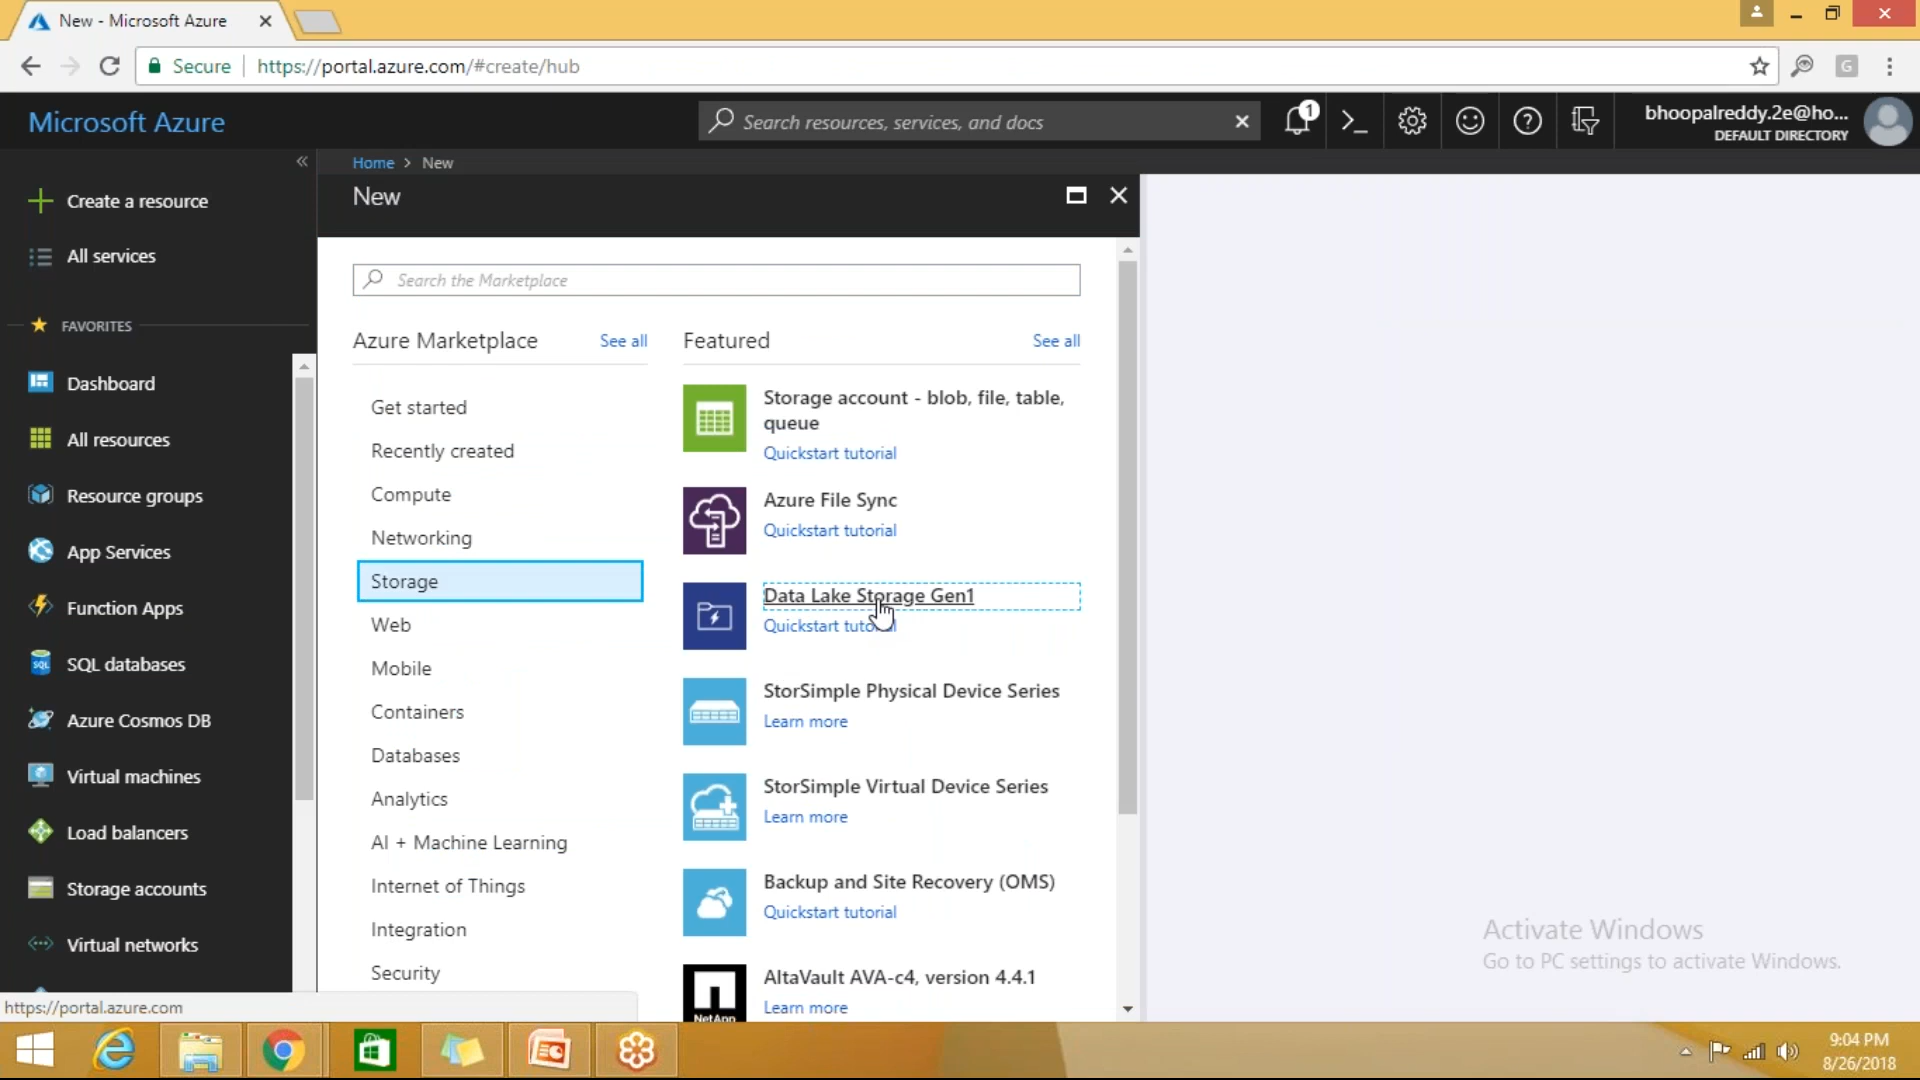 New - Microsoft Azure
Secure
https://portal.azure.com/#create/hub
G
Microsoft Azure
Search resources, services, and docs
1
bhoopalreddy.2e@ho...
DEFAULT DIRECTORY
Home > New
New
Create a resource
All services
FAVORITES
Dashboard
All resources
Resource groups
App Services
Function Apps
SQL databases
Azure Cosmos DB
Virtual machines
Load balancers
Storage accounts
Virtual networks
Search the Marketplace
Azure Marketplace
See all
Get started
Recently created
Compute
Networking
Storage
Web
Mobile
Containers
Databases
Analytics
AI + Machine Learning
Internet of Things
Integration
Security
Featured
See all
Storage account - blob, file, table,
queue
Quickstart tutorial
Azure File Sync
Quickstart tutorial
Data Lake Storage Gen1
Quickstart tutorial
StorSimple Physical Device Series
Learn more
StorSimple Virtual Device Series
Learn more
Backup and Site Recovery (OMS)
Quickstart tutorial
AltaVault AVA-c4, version 4.4.1
Learn more
NetApp
SQL
Activate Windows
Go to PC settings to activate Windows.
https://portal.azure.com
9:04 PM
8/26/2018